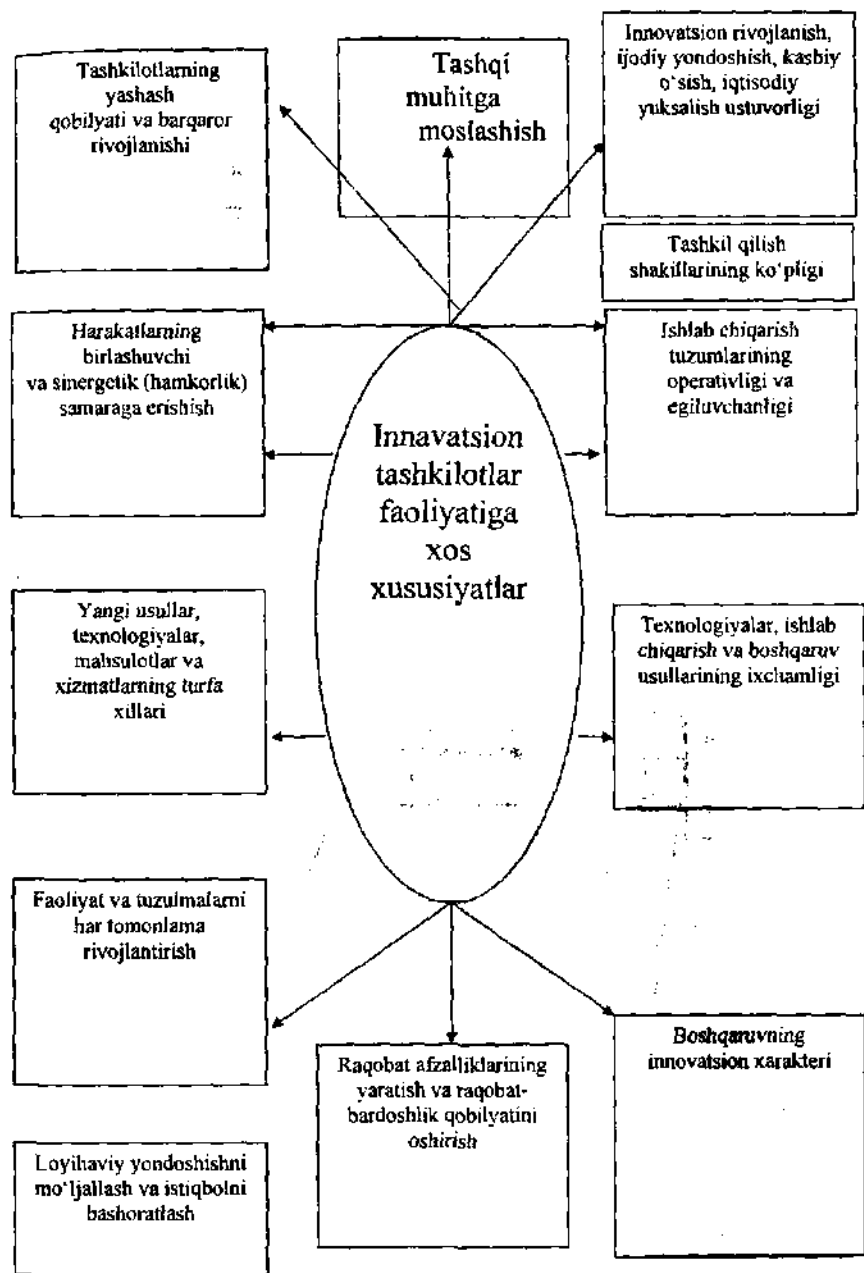 Tashkilotlarning
yashash
qobilyati va barqaror
rivojlanishi
Tashqi
muhitga
moslashish
Innovatsion rivojlanish,
ijodiy yondoshish, kasbiy
o‘sish, iqtisodiy
yuksalish ustuvorligi
Tashkil qilish
shakillarining ko‘pligi
Harakatlarning
birlashuvchi
va sinergetik (hamkorlik)
samaraga erishish
Ishlab chiqarish
tuzumlarining
operativligi va
egiluvchanligi
Innavatsion
tashkilotlar
faoliyatiga
xos
xususiyatlar
Yangi usullar,
texnologiyalar,
mahsulotlar va
xizmatlarning turfa
xillari
Texnologiyalar, ishlab
chiqarish va boshqaruv
usullarining ixchamligi
Faoliyat va tuzulmalarni
har tomonlama
rivojlantirish
Raqobat afzalliklarining
yaratish va raqobat-
bardoshlik qobilyatini
oshirish
Boshqaruvning
innovatsion xarakteri
Loyihaviy yondoshishni
mo‘ljallash va istiqbolni
bashoratlash